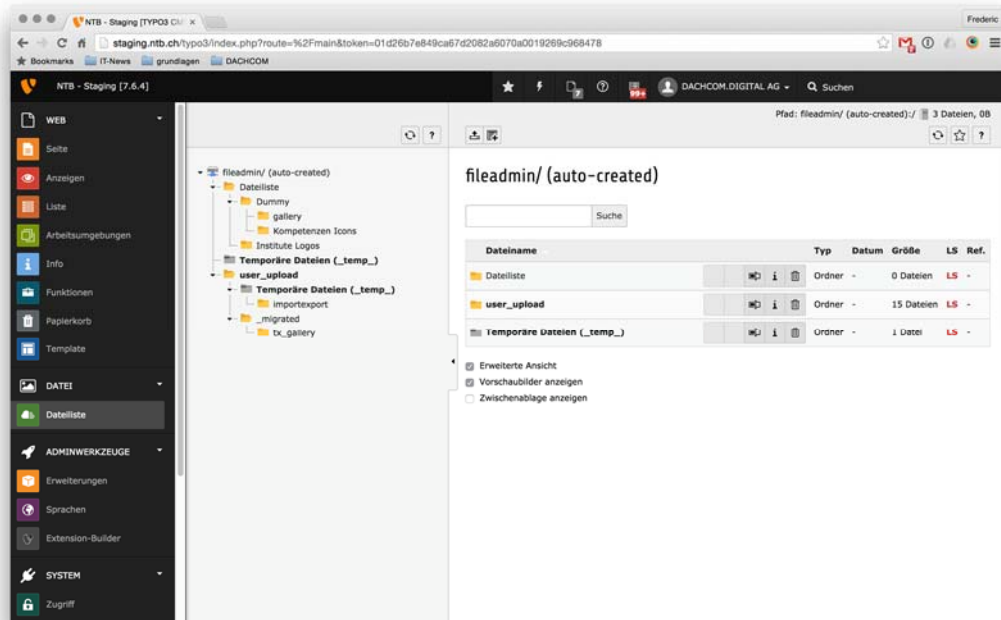 NTB - Staging [TYPO3 CM ×
Frederic
staging.ntb.ch/typo3/index.php?route=%2Fmain&token=01d26b7e849ca67d2082a6070a0019269c968478
Bookmarks IT-News grundlagen DACHCOM
NTB - Staging [7.6.4]
7
99+
DACHCOM.DIGITAL AG
Suchen
Pfad: fileadmin/ (auto-created):/ 3 Dateien, 0B
WEB
Seite
Anzeigen
Liste
Arbeitsumgebungen
Info
Funktionen
Papierkorb
Template
DATEI
Dateiliste
ADMINWERKZEUGE
Erweiterungen
Sprachen
Extension-Builder
SYSTEM
Zugriff
fileadmin/ (auto-created)
Dateiliste
Dummy
gallery
Kompetenzen Icons
Institute Logos
Temporäre Dateien (_temp_)
user_upload
Temporäre Dateien (_temp_)
importexport
_migrated
tx_gallery
fileadmin/ (auto-created)
Suche
Dateiname Typ Datum Größe LS Ref.
Dateiliste Ordner - 0 Dateien LS -
user_upload Ordner - 15 Dateien LS -
Temporäre Dateien (_temp_) Ordner - 1 Datei LS -
Erweiterte Ansicht
Vorschaubilder anzeigen
Zwischenablage anzeigen